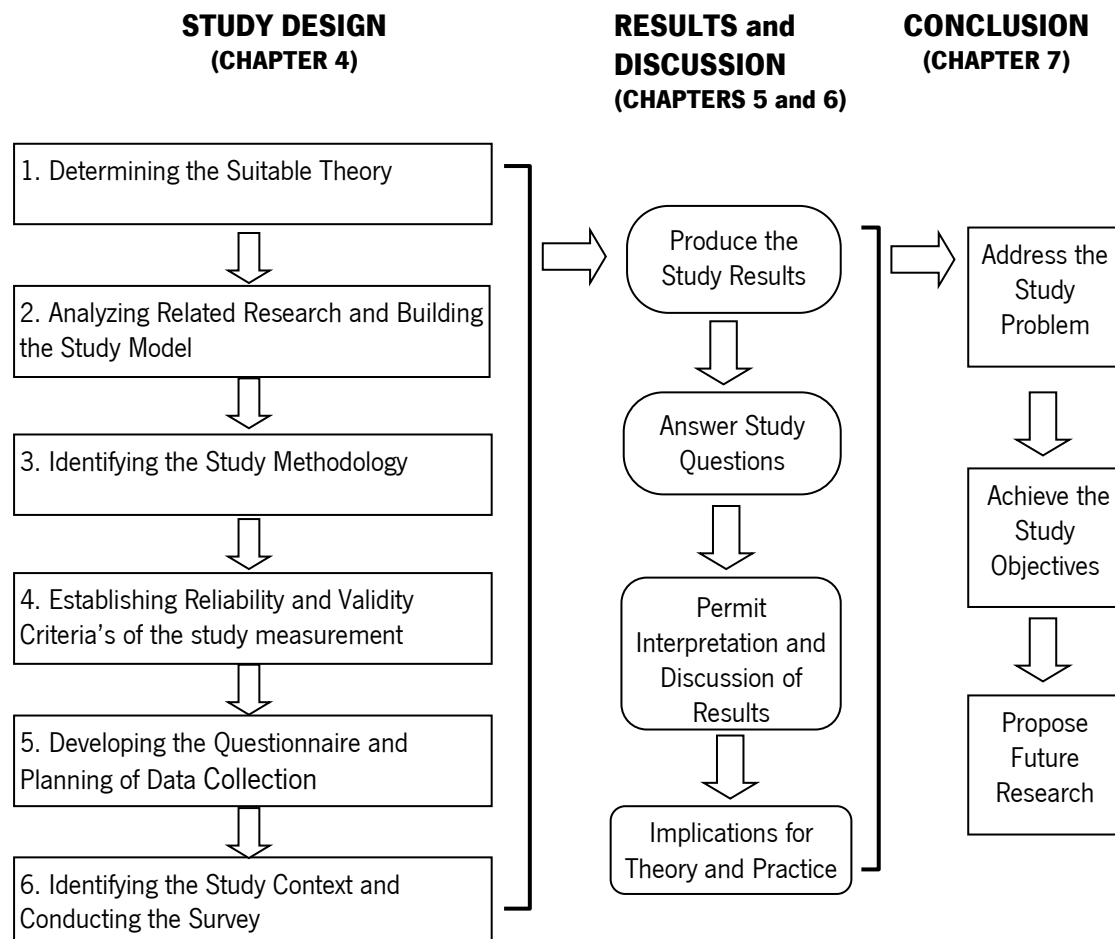 STUDY DESIGN
(CHAPTER 4)
RESULTS and
DISCUSSION
(CHAPTERS 5 and 6)
CONCLUSION
(CHAPTER 7)
1. Determining the Suitable Theory
2. Analyzing Related Research and Building
the Study Model
3. Identifying the Study Methodology
4. Establishing Reliability and Validity
Criteria’s of the study measurement
5. Developing the Questionnaire and
Planning of Data Collection
6. Identifying the Study Context and
Conducting the Survey
Produce the
Study Results
Answer Study
Questions
Permit
Interpretation and
Discussion of
Results
Implications for
Theory and Practice
Address the
Study
Problem
Achieve the
Study
Objectives
Propose
Future
Research